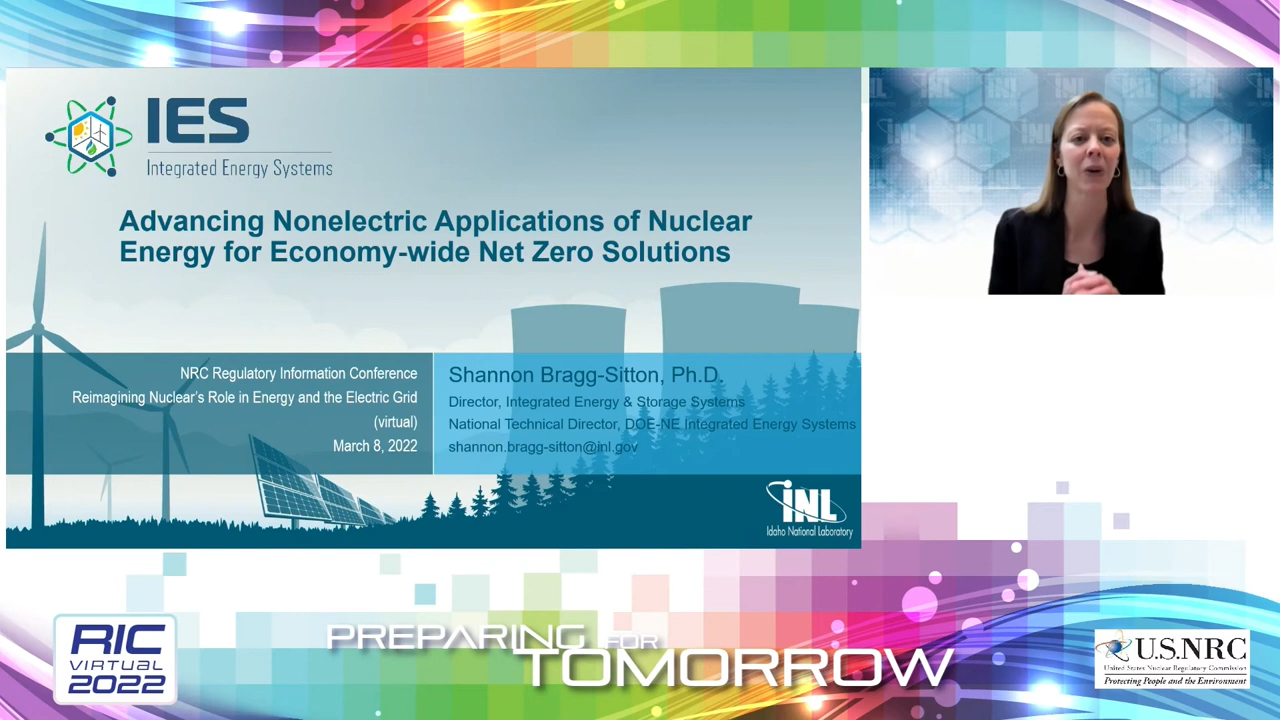 IES
Integrated Energy Systems
Advancing Nonelectric Applications of Nuclear
Energy for Economy-wide Net Zero Solutions
NRC Regulatory Information Conference
Reimagining Nuclear's Role in Energy and the Electric Grid
(virtual)
March 8, 2022
Shannon Bragg-Sitton, Ph.D.
Director, Integrated Energy & Storage Systems
National Technical Director, DOE-NE Integrated Energy Systems
shannon.bragg-sitton@inl.gov
INL
Idaho National Laboratory
INL
INL
INL
RIC
VIRTUAL
2022
PREPARING FOR
TOMORROW
U.S.NRC
United States Nuclear Regulatory Commission
Protecting People and the Environment